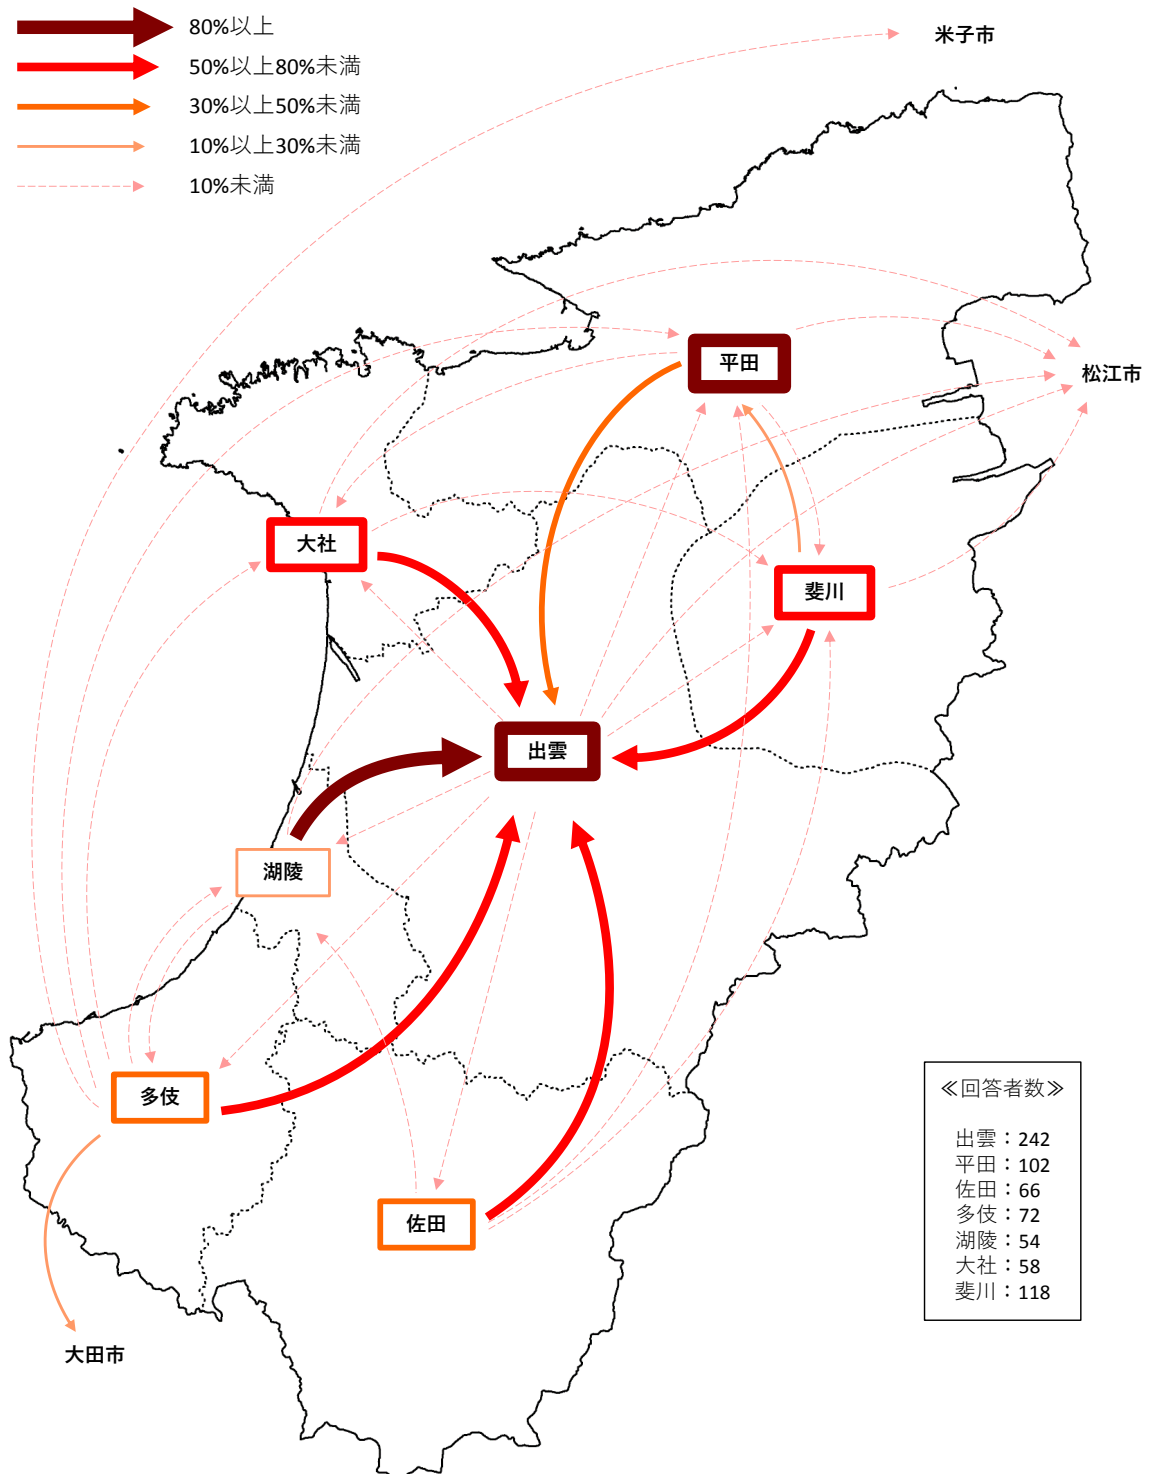 80%以上
50%以上80%未満
30%以上50%未満
10%以上30%未満
10%未満
米子市
平田
松江市
大社
斐川
出雲
湖陵
多伎
佐田
大田市
≪回答者数≫
出雲：242
平田：102
佐田：66
多伎：72
湖陵：54
大社：58
斐川：118